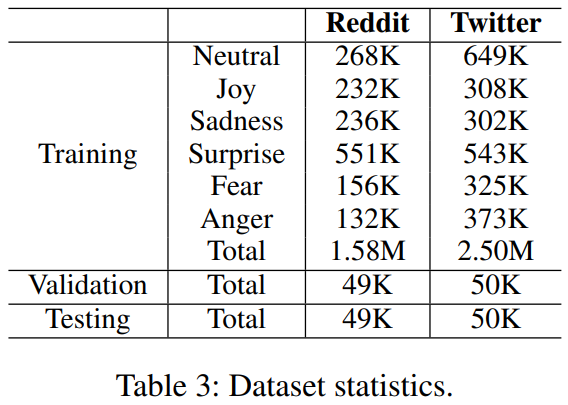 Reddit Twitter
Neutral 268K 649K
Joy 232K 308K
Sadness 236K 302K
Training Surprise 551K 543K
Fear 156K 325K
Anger 132K 373K
Total 1.58M 2.50M
Validation Total 49K 50K
Testing Total 49K 50K
Table 3: Dataset statistics.